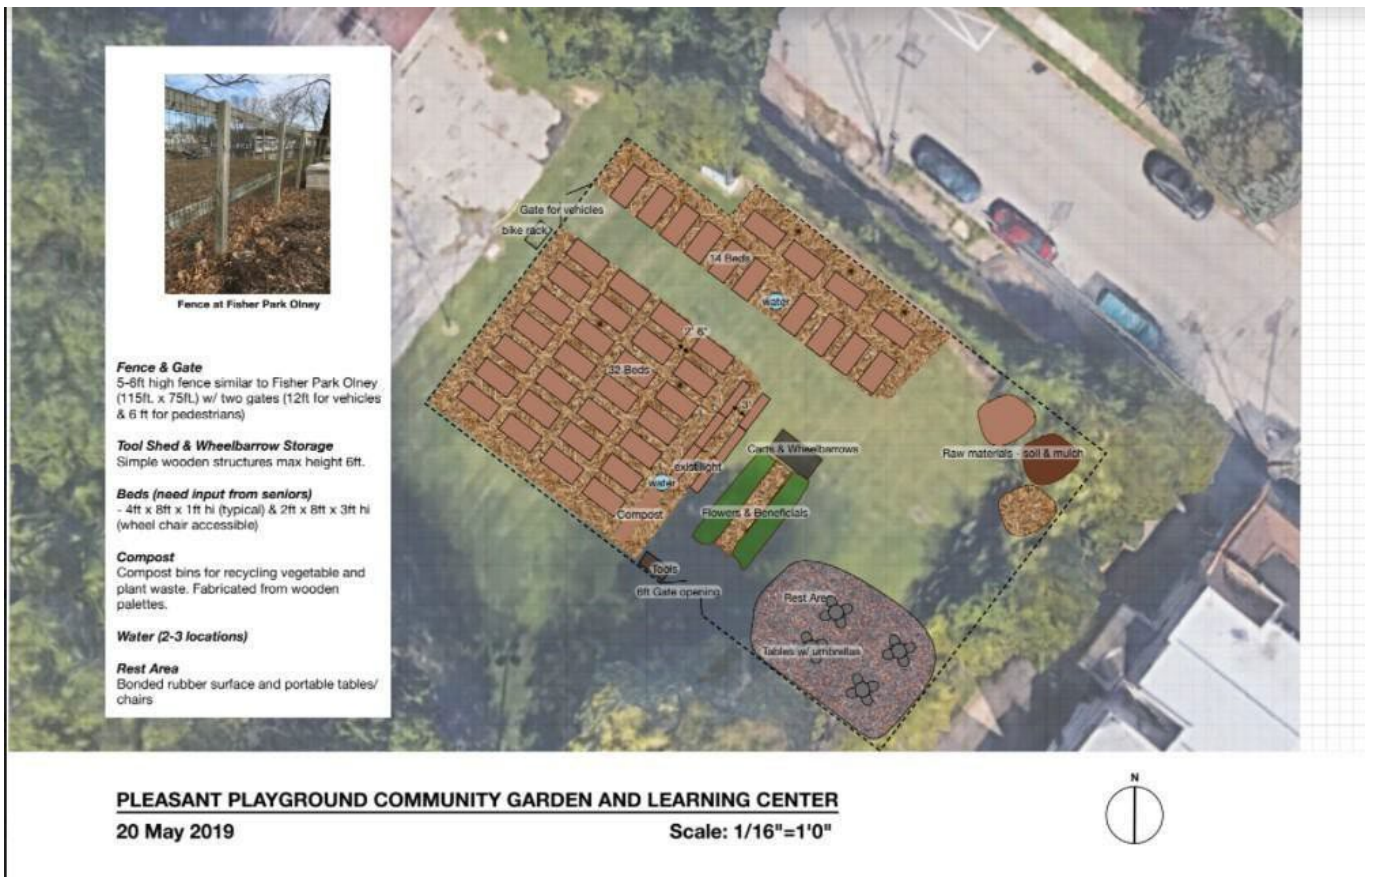 Fence at Fisher Park Olney
Fence & Gate
5-6ft high fence similar to Fisher Park Olney
(115ft. x 75ft.) w/ two gates (12ft for vehicles
& 6 ft for pedestrians)
Tool Shed & Wheelbarrow Storage
Simple wooden structures max height 6ft.
Beds (need input from seniors)
- 4ft x 8ft x 1ft hi (typical) & 2ft x 8ft x 3ft hi
(wheel chair accessible)
Compost
Compost bins for recycling vegetable and
plant waste. Fabricated from wooden
palettes.
Water (2-3 locations)
Rest Area
Bonded rubber surface and portable tables/
chairs
Gate for vehicles
bike rack
14 Beds
water
2' 6"
32 Beds
3'
exist light
water
Compost
Carts & Wheelbarrows
Flowers & Beneficials
Raw materials - soil & mulch
Tools
6ft Gate opening
Rest Area
Tables w/ umbrellas
PLEASANT PLAYGROUND COMMUNITY GARDEN AND LEARNING CENTER
20 May 2019
Scale: 1/16"=1'0"
N